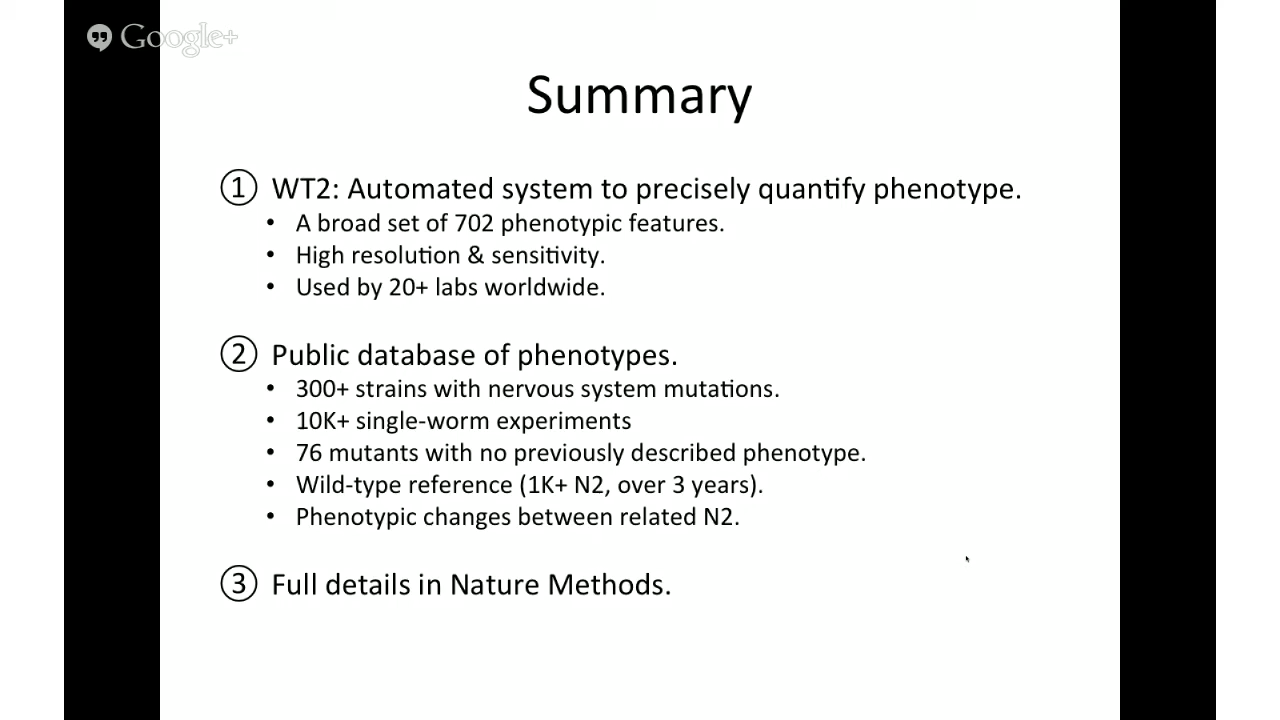 Google+
Summary
① WT2: Automated system to precisely quantify phenotype.
• A broad set of 702 phenotypic features.
• High resolution & sensitivity.
• Used by 20+ labs worldwide.
② Public database of phenotypes.
• 300+ strains with nervous system mutations.
• 10K+ single-worm experiments
• 76 mutants with no previously described phenotype.
• Wild-type reference (1K+ N2, over 3 years).
• Phenotypic changes between related N2.
③ Full details in Nature Methods.